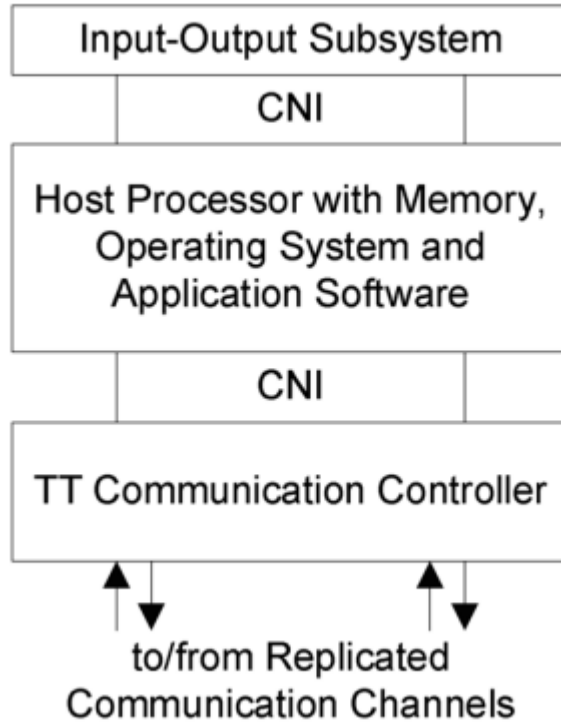 Input-Output Subsystem
CNI
Host Processor with Memory,
Operating System and
Application Software
CNI
TT Communication Controller
to/from Replicated
Communication Channels